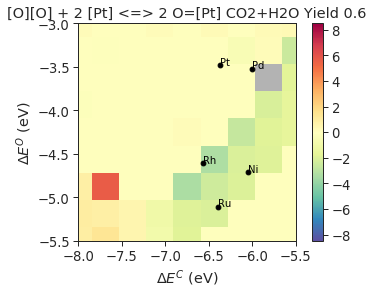 [O][O] + 2 [Pt] <=> 2 O=[Pt] CO2+H2O Yield 0.6
−3.0
−3.5
−4.0
−4.5
−5.0
−5.5
ΔE^O (eV)
Pt
Pd
Rh
Ni
Ru
−8.0
−7.5
−7.0
−6.5
−6.0
−5.5
ΔE^C (eV)
8
6
4
2
0
−2
−4
−6
−8